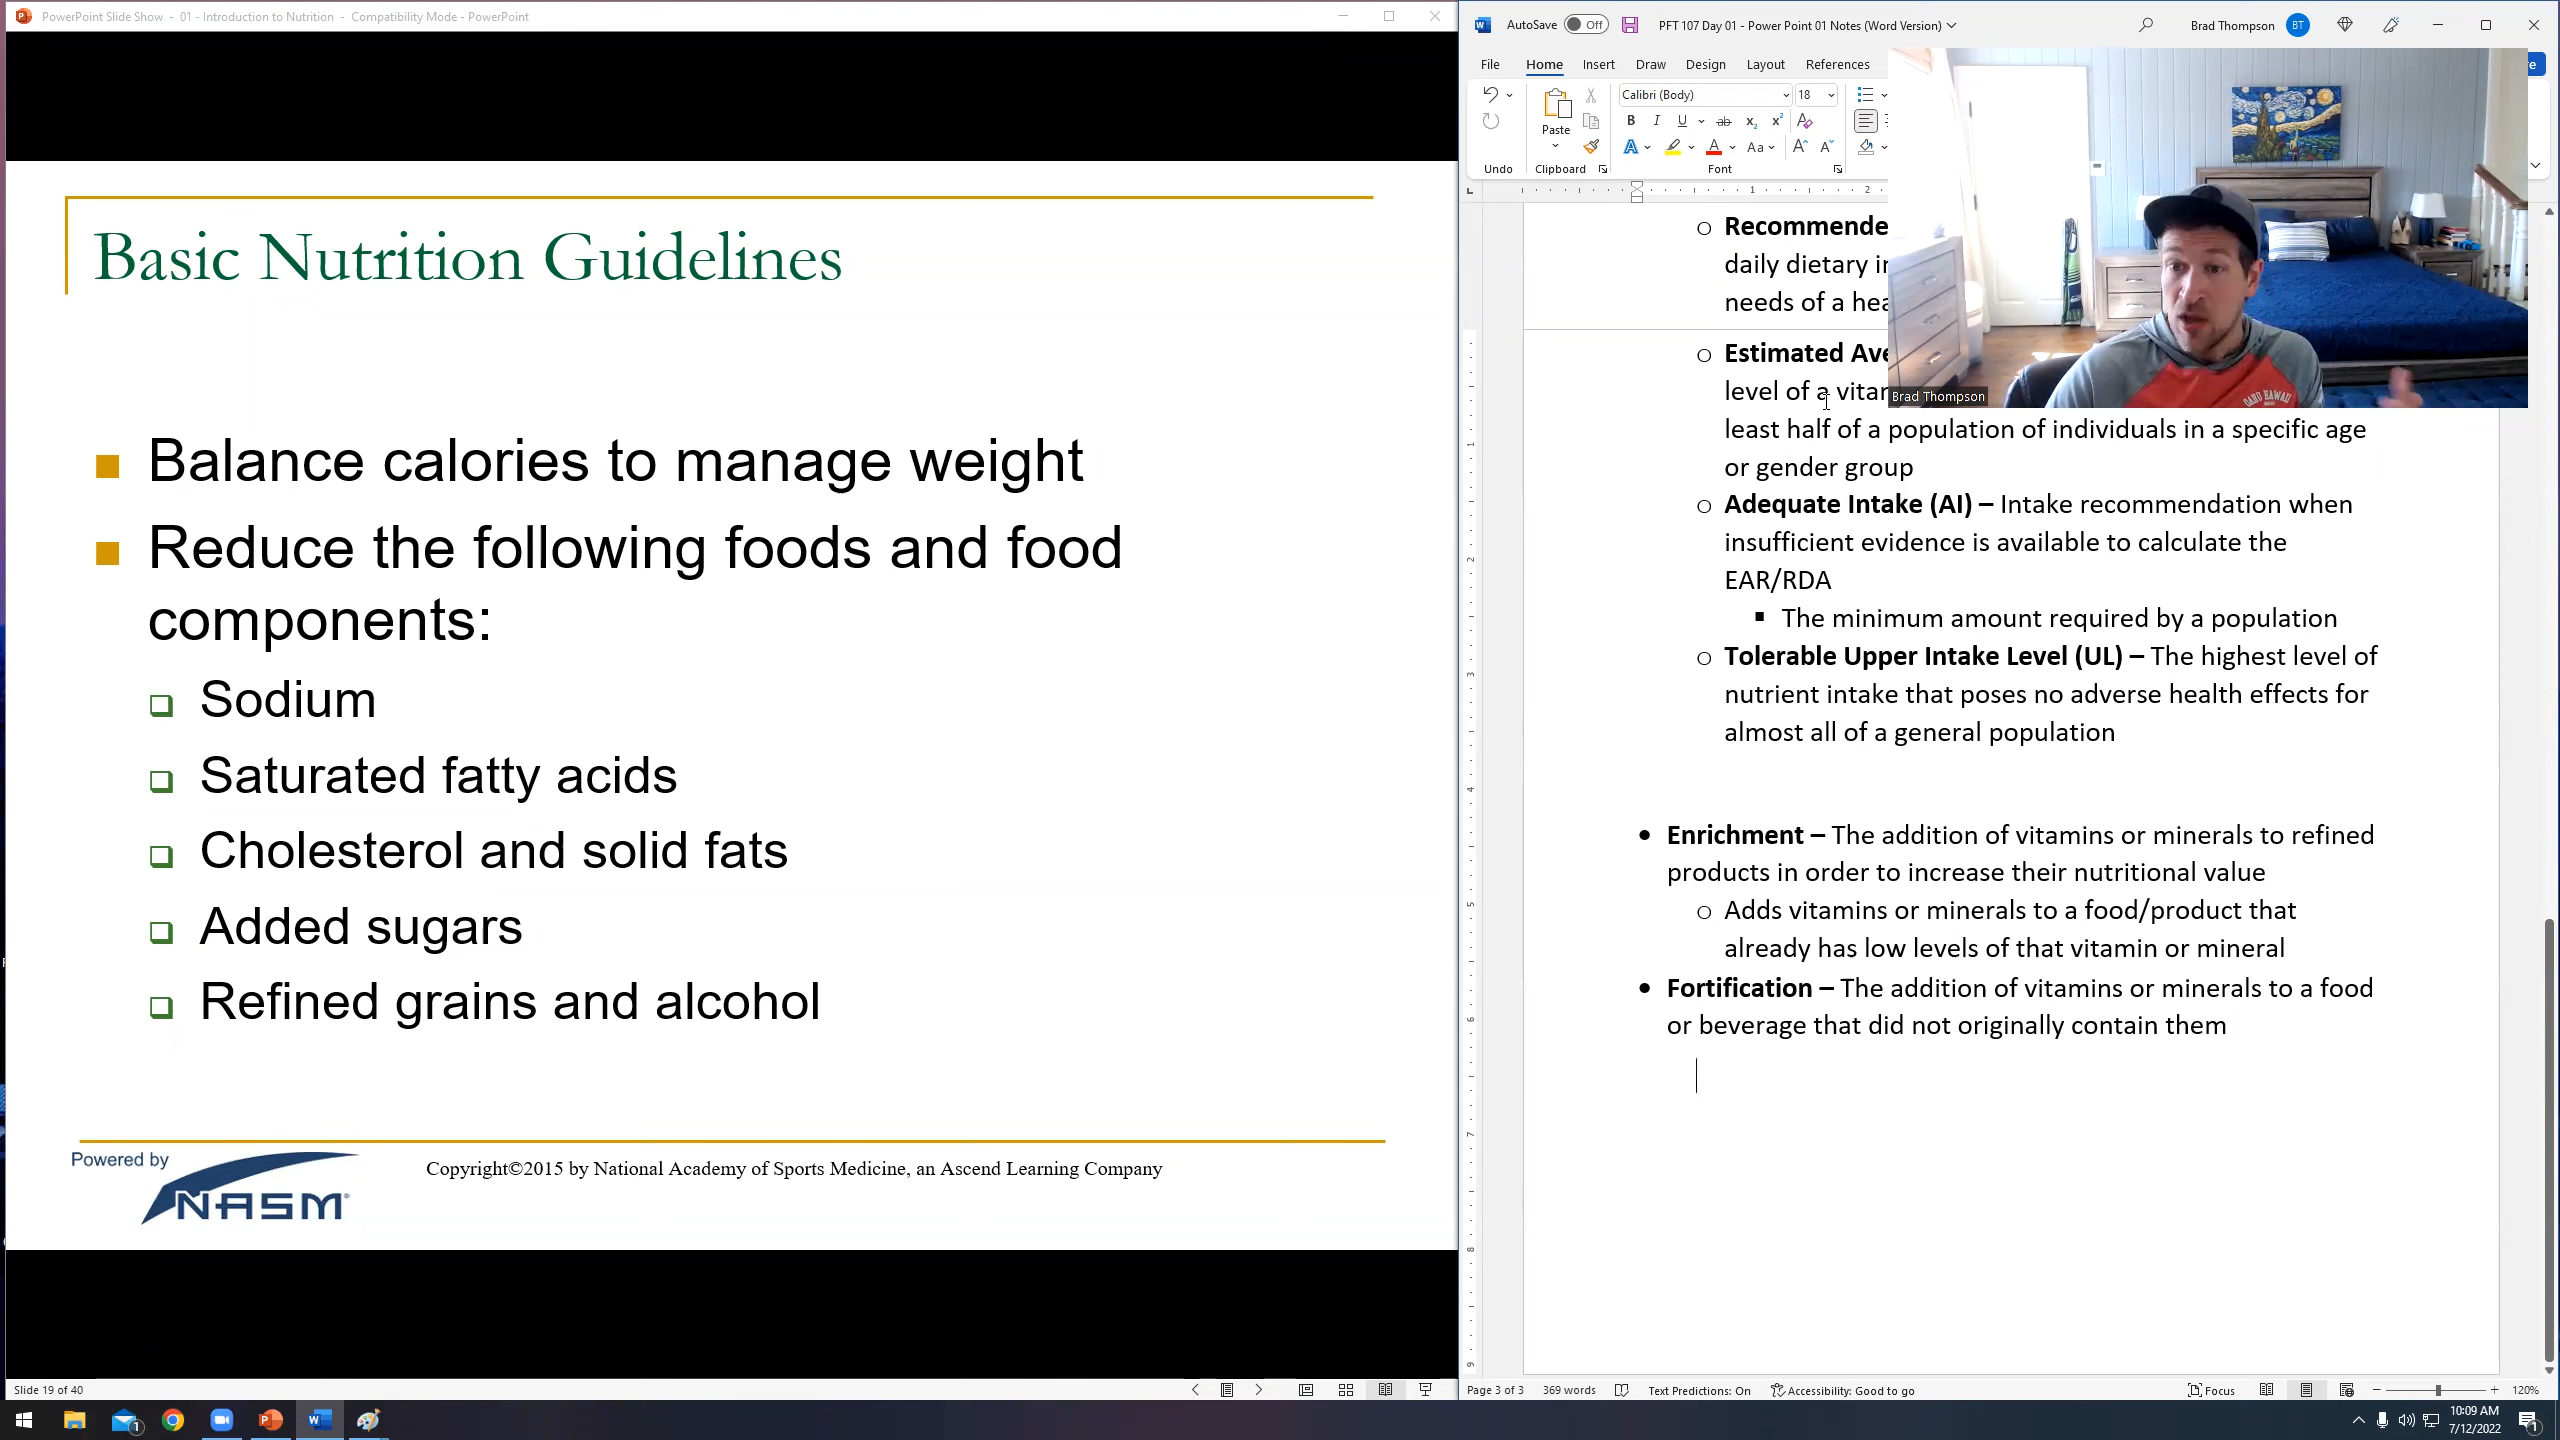 PowerPoint Slide Show - 01 - Introduction to Nutrition - Compatibility Mode - PowerPoint
Basic Nutrition Guidelines
Balance calories to manage weight
Reduce the following foods and food
components:
Sodium
Saturated fatty acids
Cholesterol and solid fats
Added sugars
Refined grains and alcohol
Powered by
NASM
Copyright©2015 by National Academy of Sports Medicine, an Ascend Learning Company
Slide 19 of 40
AutoSave Off PFT 107 Day 01 - Power Point 01 Notes (Word Version) Brad Thompson BT
File Home Insert Draw Design Layout References
Calibri (Body) 18
Paste
B I U ab x₂ x² A
A A Aa A A
Undo Clipboard Font
1 2
Recommende
daily dietary in
needs of a hea
Estimated Ave
level of a vitam
Brad Thompson
least half of a population of individuals in a specific age
or gender group
Adequate Intake (AI) – Intake recommendation when
insufficient evidence is available to calculate the
EAR/RDA
The minimum amount required by a population
Tolerable Upper Intake Level (UL) – The highest level of
nutrient intake that poses no adverse health effects for
almost all of a general population
Enrichment – The addition of vitamins or minerals to refined
products in order to increase their nutritional value
Adds vitamins or minerals to a food/product that
already has low levels of that vitamin or mineral
Fortification – The addition of vitamins or minerals to a food
or beverage that did not originally contain them
Page 3 of 3 369 words Text Predictions: On Accessibility: Good to go Focus 120%
10:09 AM
7/12/2022